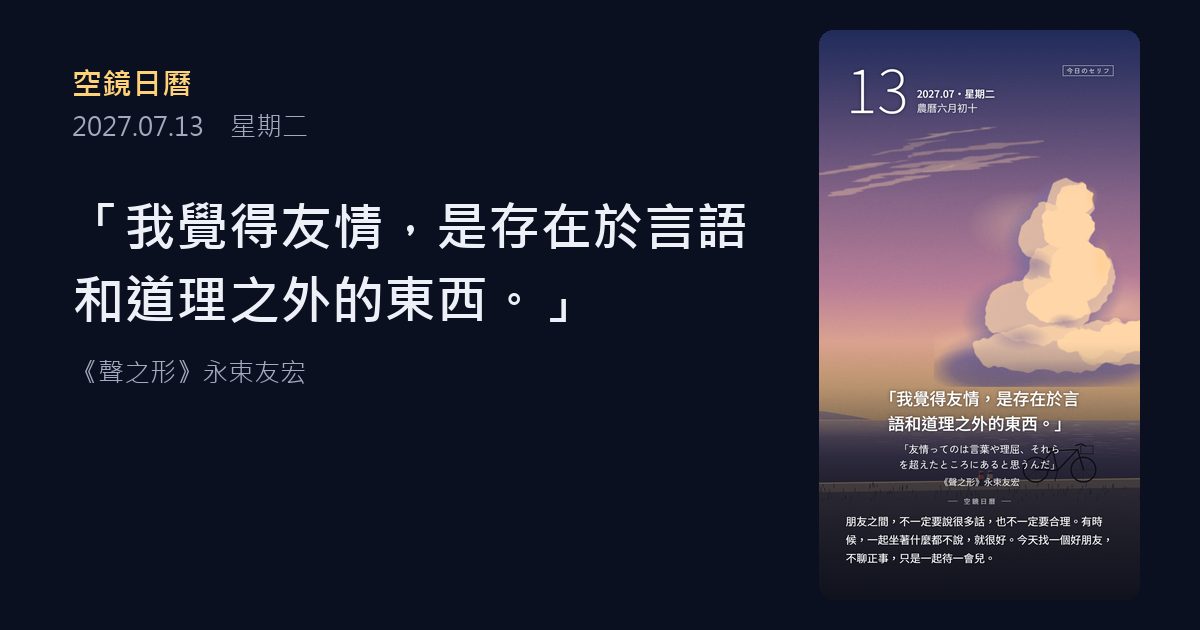 空鏡日曆
2027.07.13 星期二
「我覺得友情，是存在於言語
和道理之外的東西。」
《聲之形》永束友宏
13
2027.07・星期二
農曆六月初十
今日のセリフ
「我覺得友情，是存在於言
語和道理之外的東西。」
「友情ってのは言葉や理屈、それら
を超えたところにあると思うんだ」
《聲之形》永束友宏
— 空鏡日曆 —
朋友之間，不一定要說很多話，也不一定要合理。有時
候，一起坐著什麼都不說，就很好。今天找一個好朋友，
不聊正事，只是一起待一會兒。